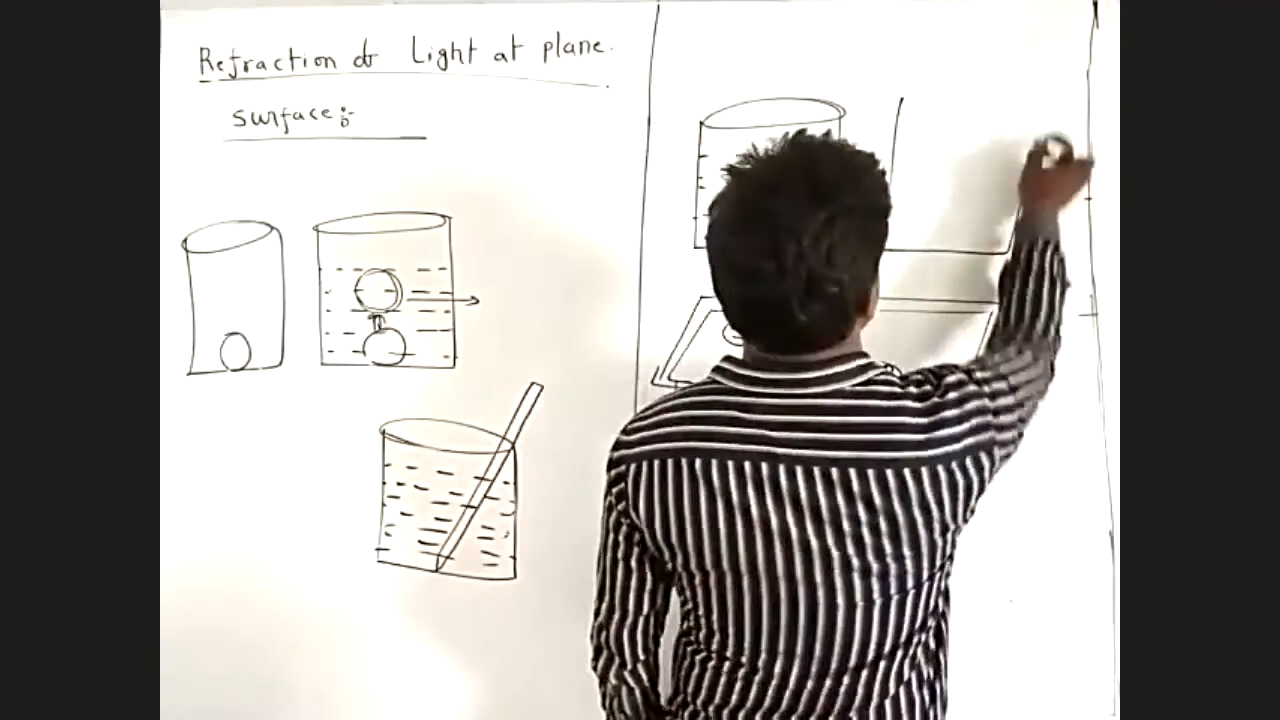 Refraction of Light at plane.
surface:-